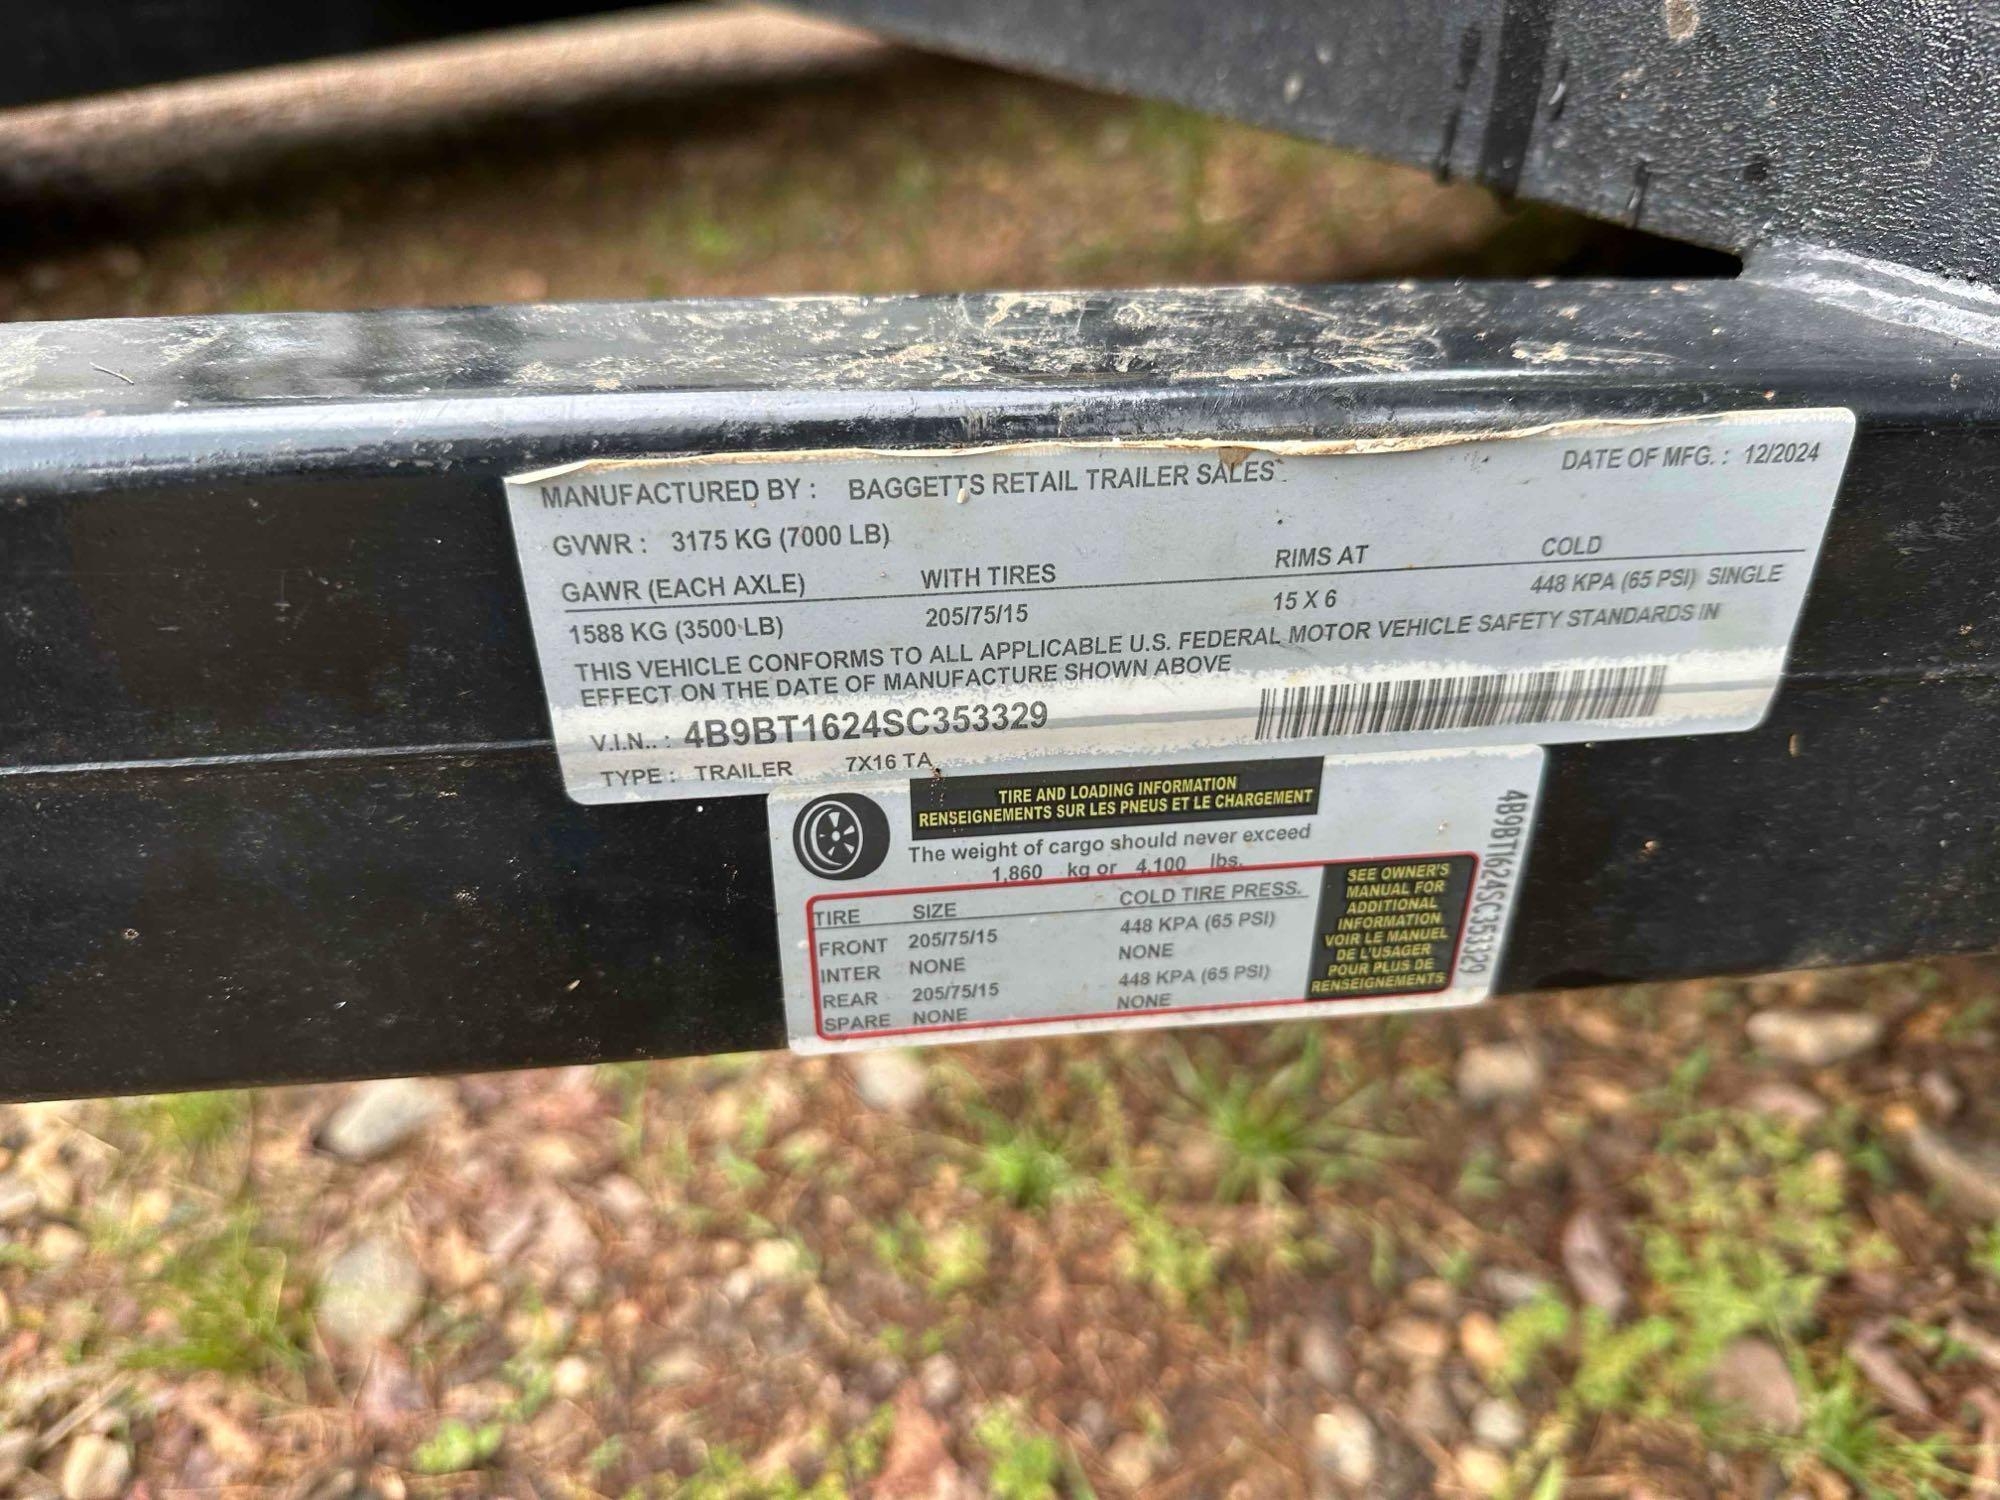 MANUFACTURED BY : BAGGETTS RETAIL TRAILER SALES DATE OF MFG. : 12/2024
GVWR : 3175 KG (7000 LB)
GAWR (EACH AXLE) WITH TIRES RIMS AT COLD
1588 KG (3500 LB) 205/75/15 15 X 6 448 KPA (65 PSI) SINGLE
THIS VEHICLE CONFORMS TO ALL APPLICABLE U.S. FEDERAL MOTOR VEHICLE SAFETY STANDARDS IN
EFFECT ON THE DATE OF MANUFACTURE SHOWN ABOVE
V.I.N.. : 4B9BT1624SC353329
TYPE : TRAILER 7X16 TA
TIRE AND LOADING INFORMATION
RENSEIGNEMENTS SUR LES PNEUS ET LE CHARGEMENT
The weight of cargo should never exceed
1,860 kg or 4,100 lbs.
TIRE SIZE COLD TIRE PRESS.
FRONT 205/75/15 448 KPA (65 PSI)
INTER NONE NONE
REAR 205/75/15 448 KPA (65 PSI)
SPARE NONE NONE
SEE OWNER'S
MANUAL FOR
ADDITIONAL
INFORMATION
VOIR LE MANUEL
DE L'USAGER
POUR PLUS DE
RENSEIGNEMENTS
4B9BT1624SC353329